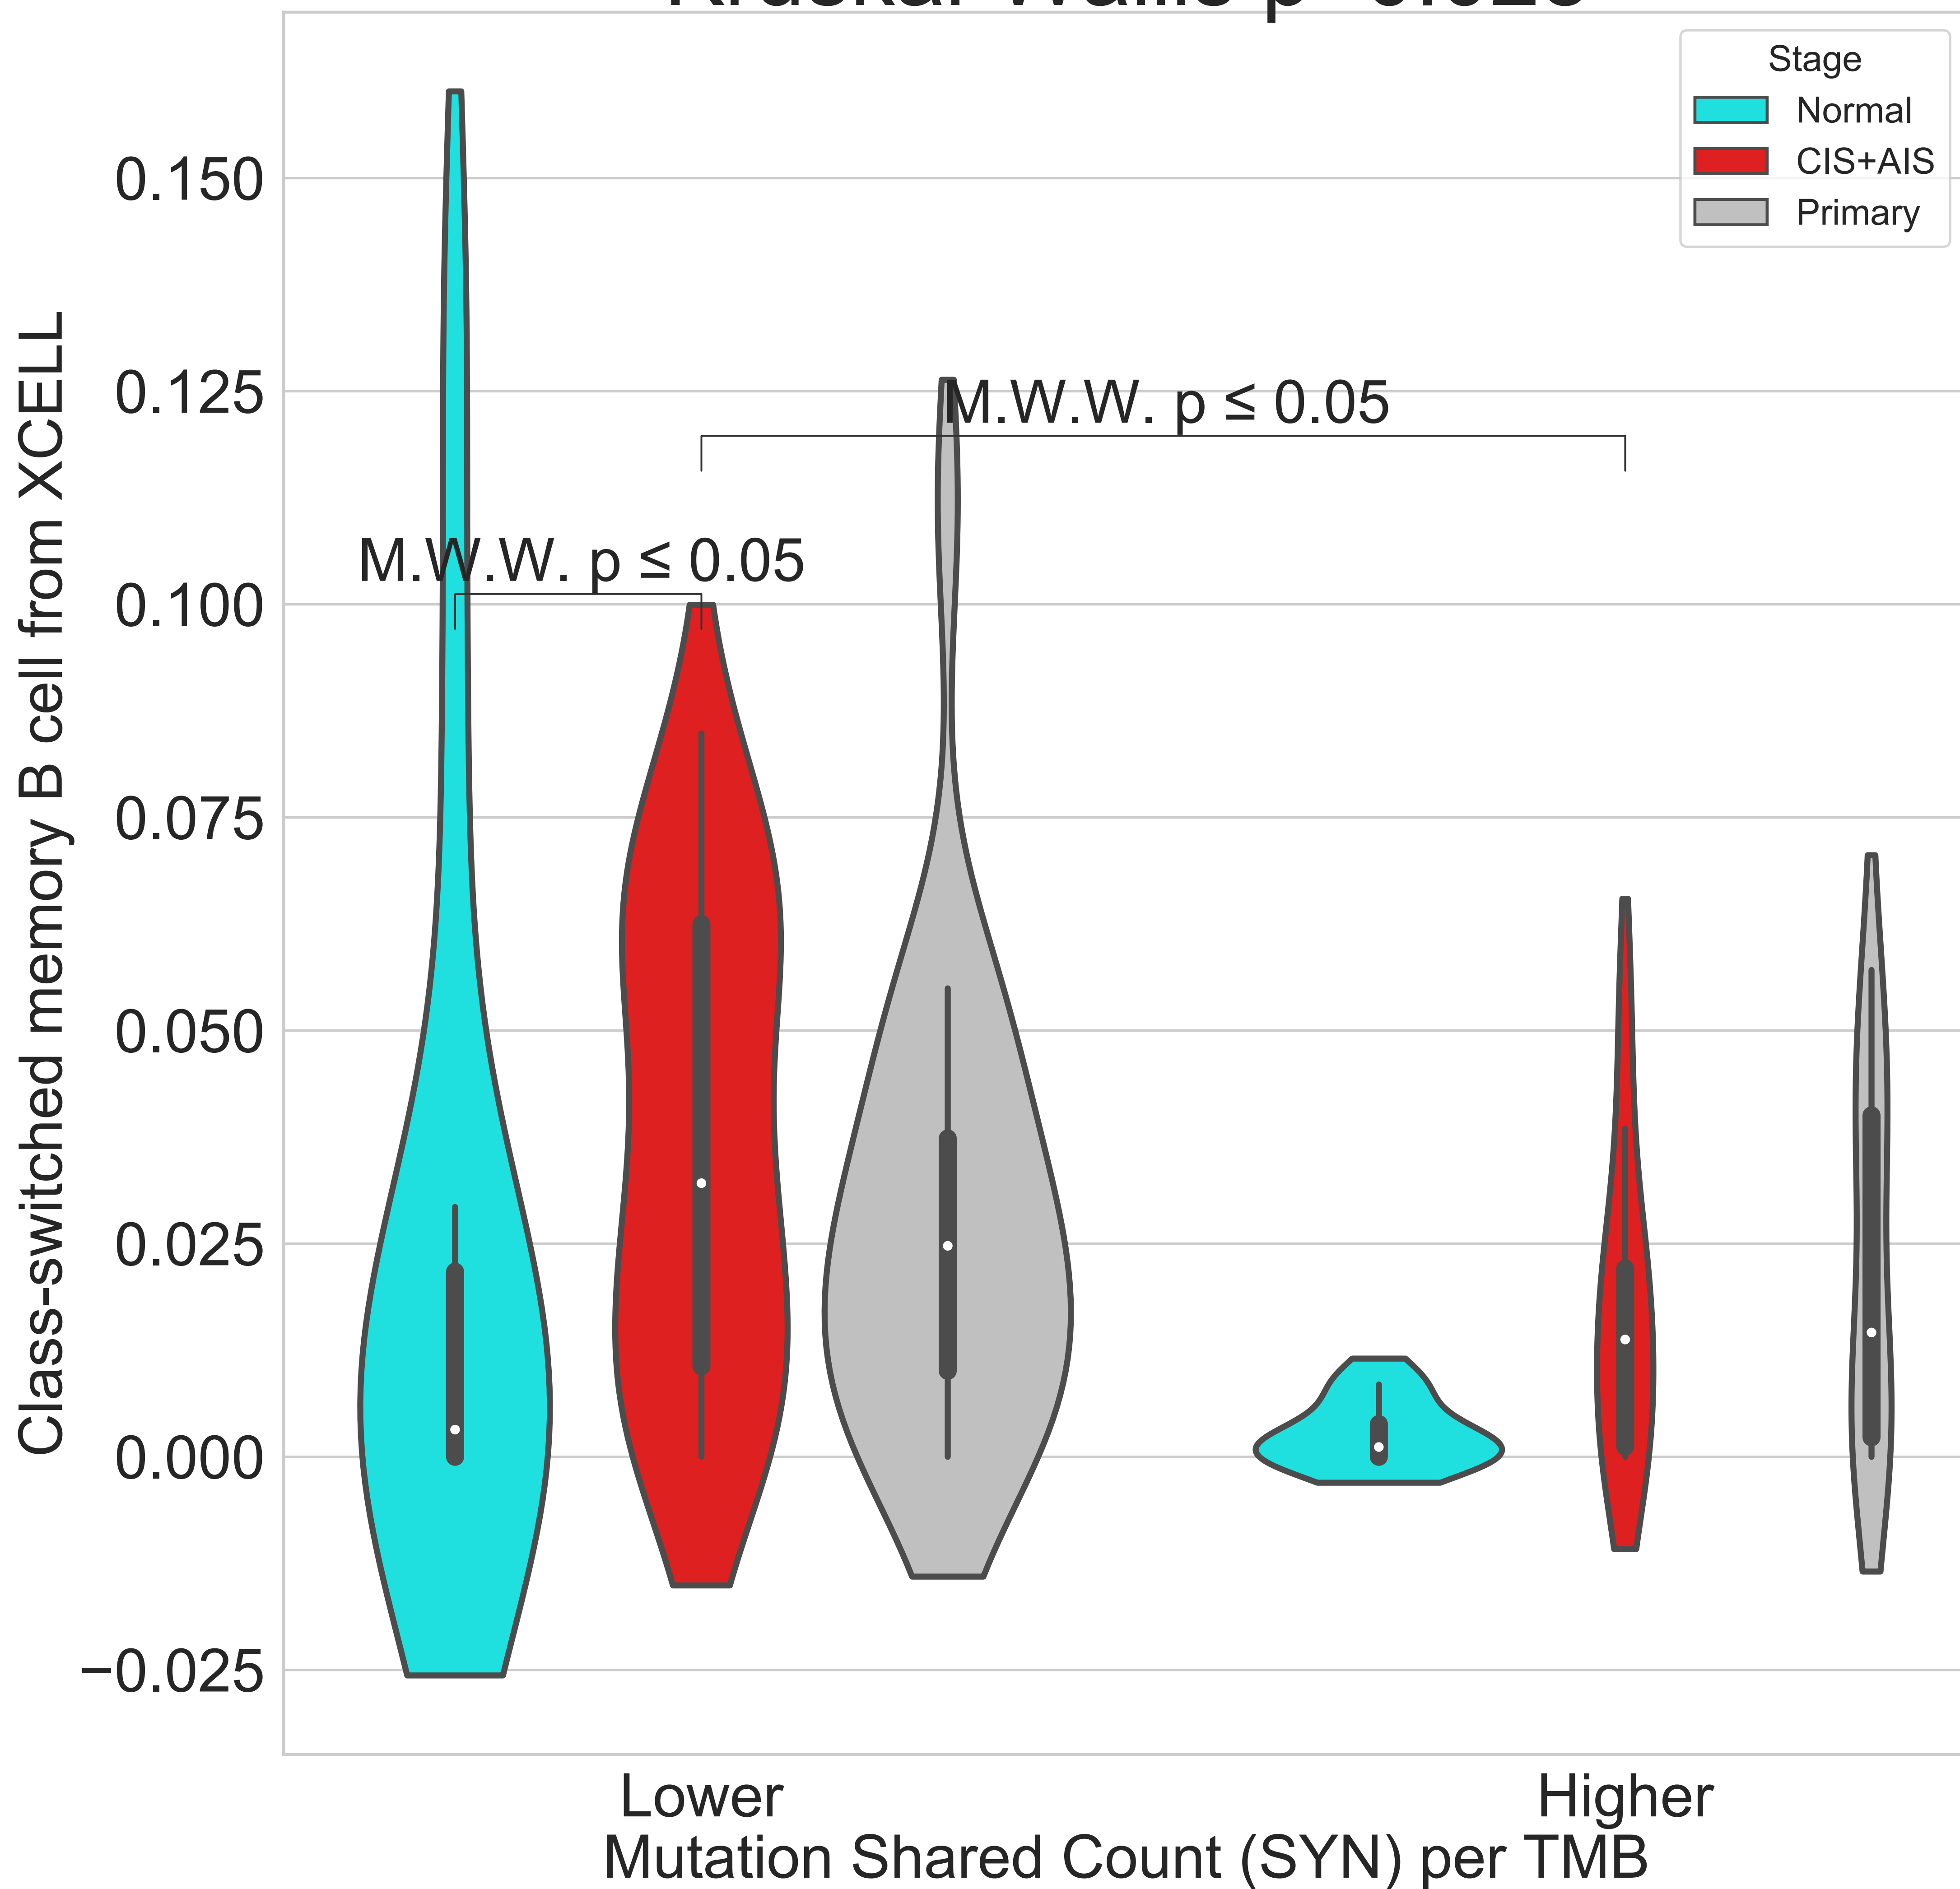 Stage
Normal
CIS+AIS
Primary
0.150
0.125
0.100
0.075
0.050
0.025
0.000
−0.025
Class-switched memory B cell from XCELL
M.W.W. p ≤ 0.05
M.W.W. p ≤ 0.05
Lower
Higher
Mutation Shared Count (SYN) per TMB